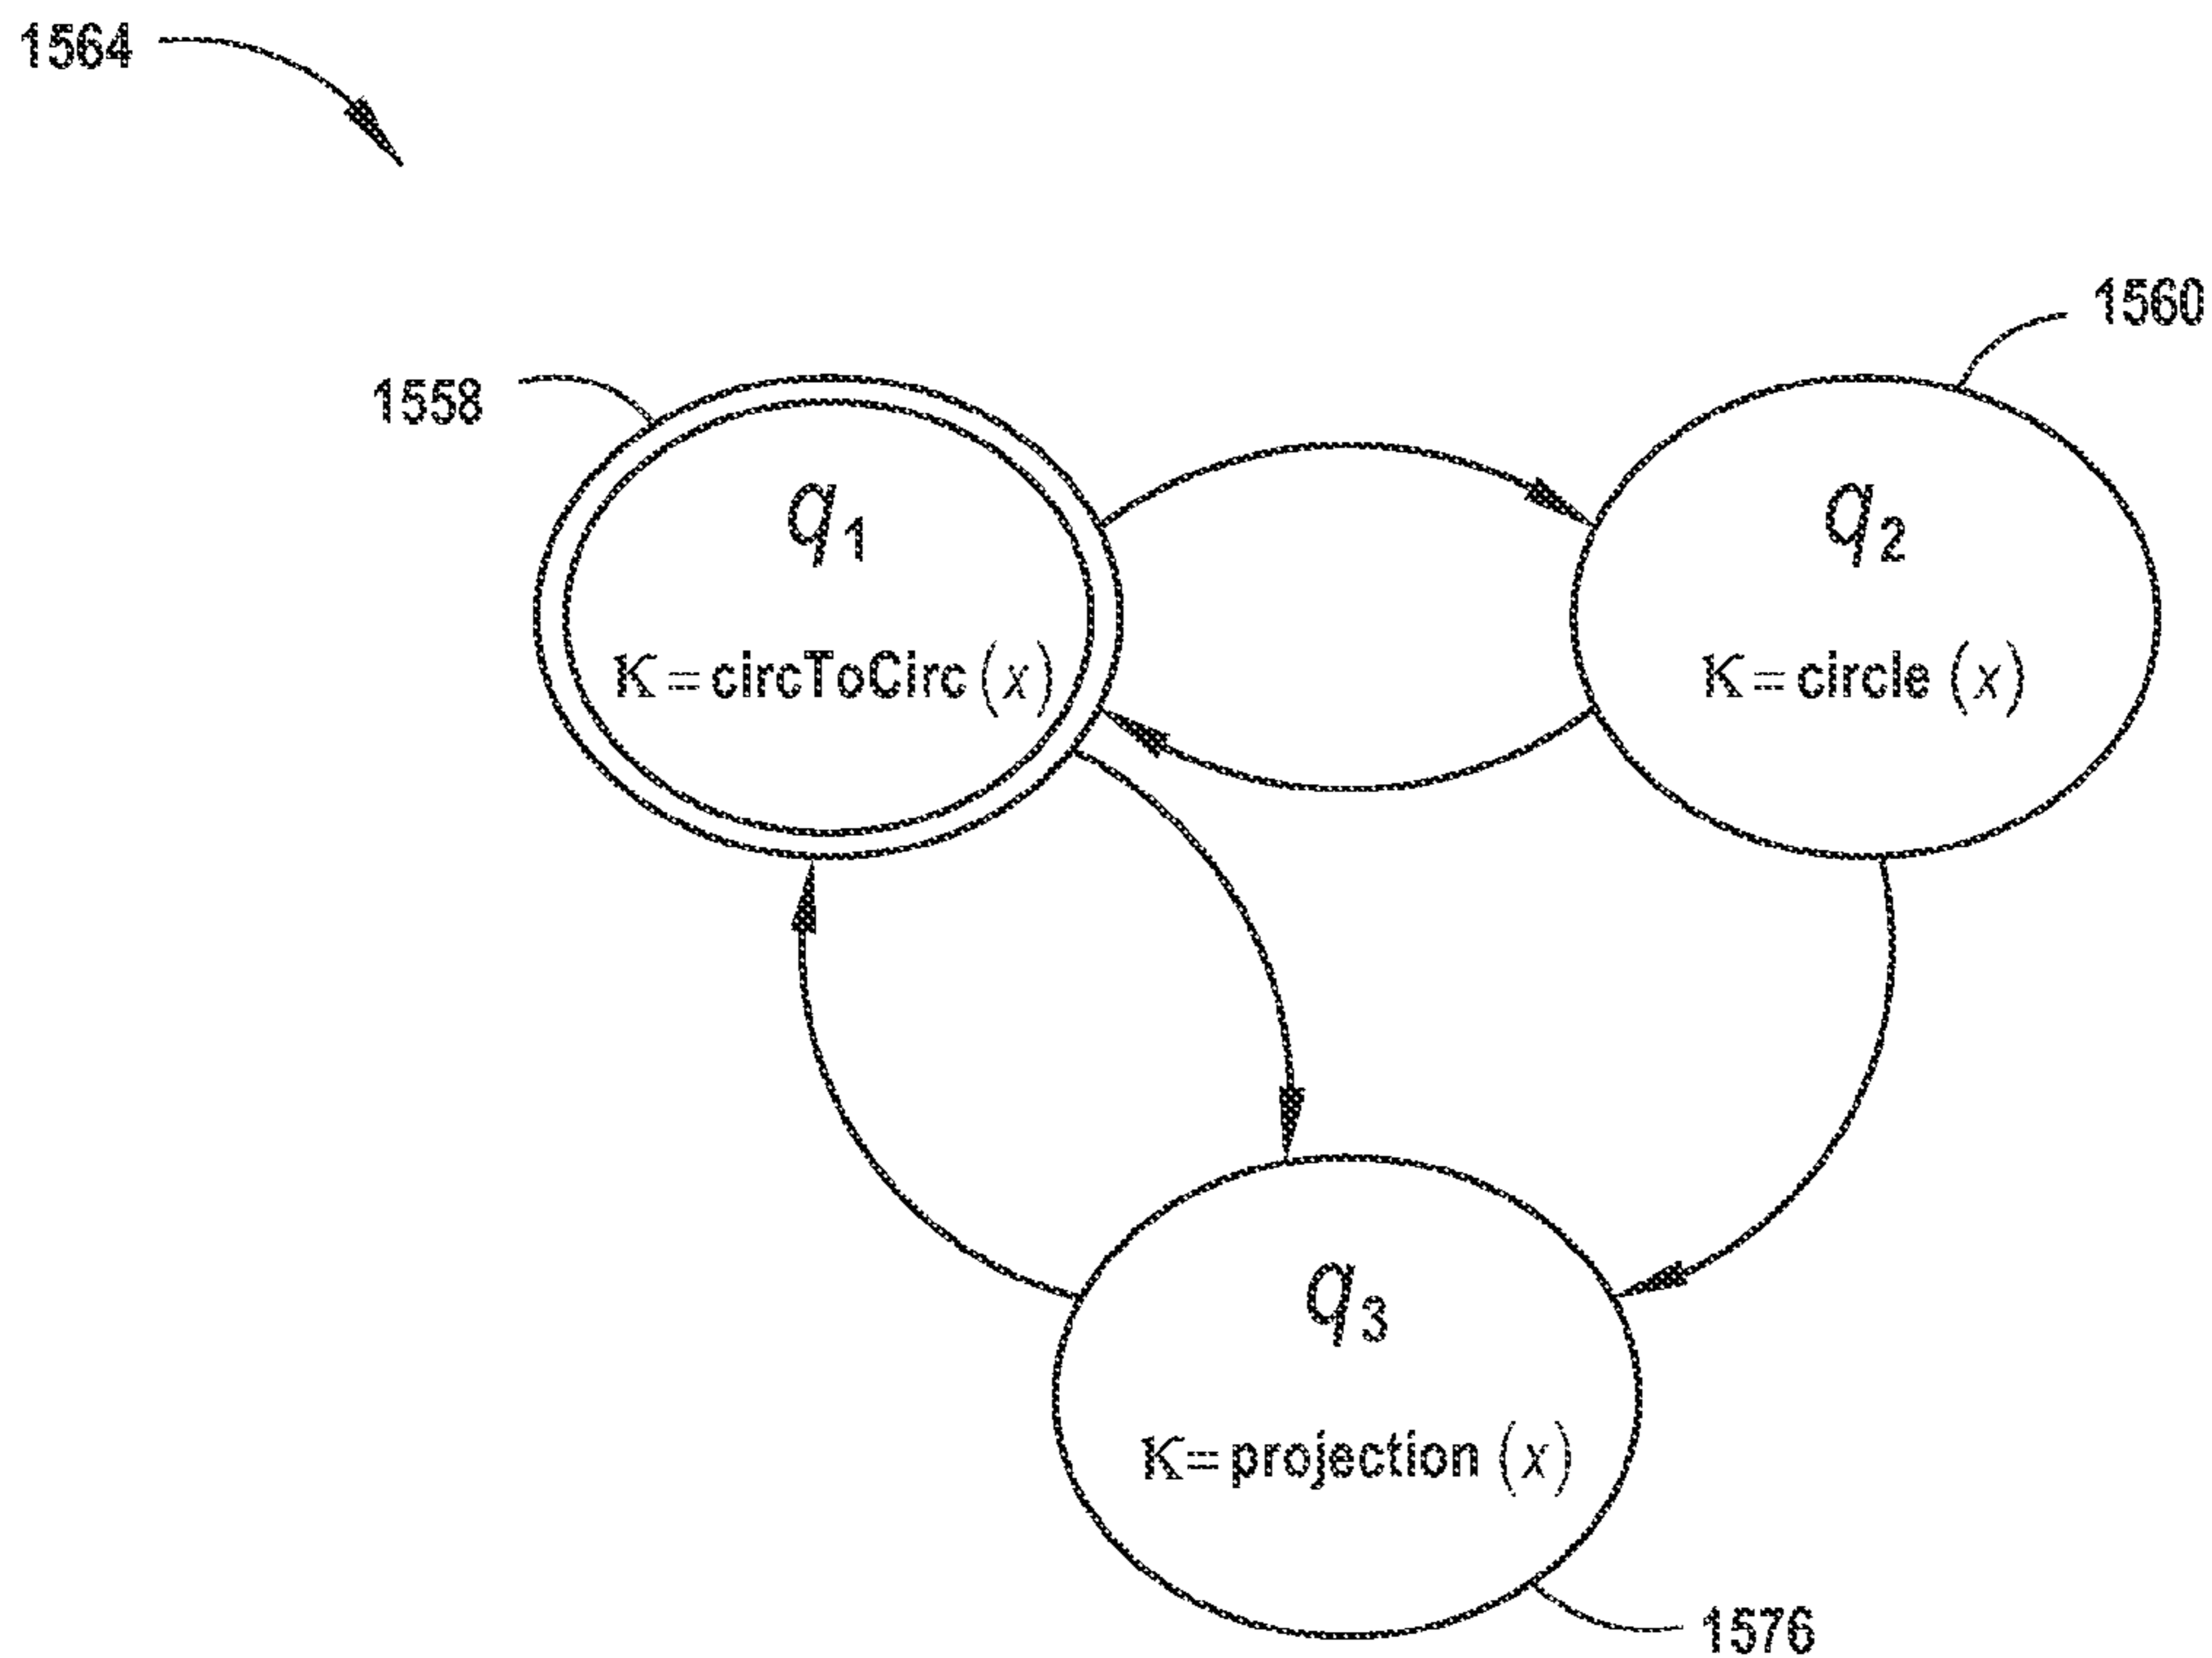 1564
1560
1558
q1
K = circToCirc (x)
q2
K = circle (x)
q3
K = projection (x)
1576